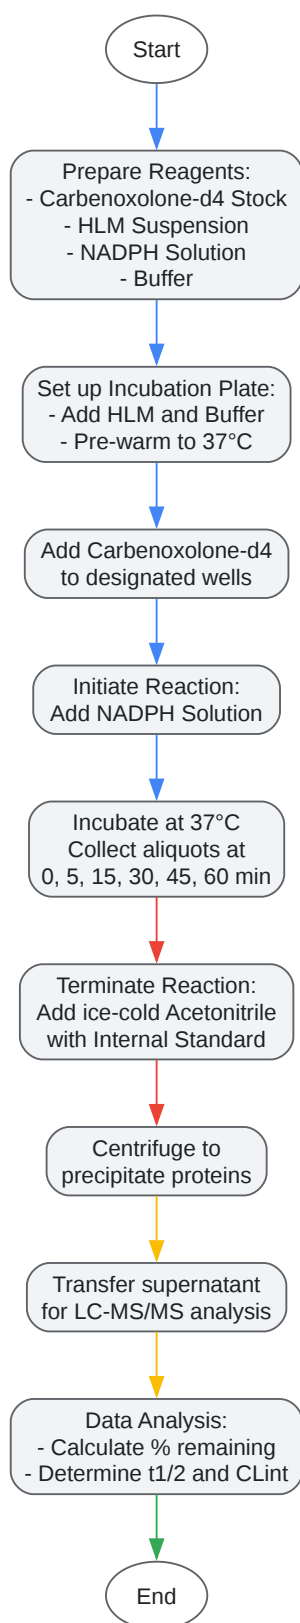 Start
Prepare Reagents:
- Carbenoxolone-d4 Stock
- HLM Suspension
- NADPH Solution
- Buffer
Set up Incubation Plate:
- Add HLM and Buffer
- Pre-warm to 37°C
Add Carbenoxolone-d4
to designated wells
Initiate Reaction:
Add NADPH Solution
Incubate at 37°C
Collect aliquots at
0, 5, 15, 30, 45, 60 min
Terminate Reaction:
Add ice-cold Acetonitrile
with Internal Standard
Centrifuge to
precipitate proteins
Transfer supernatant
for LC-MS/MS analysis
Data Analysis:
- Calculate % remaining
- Determine t1/2 and CLint
End